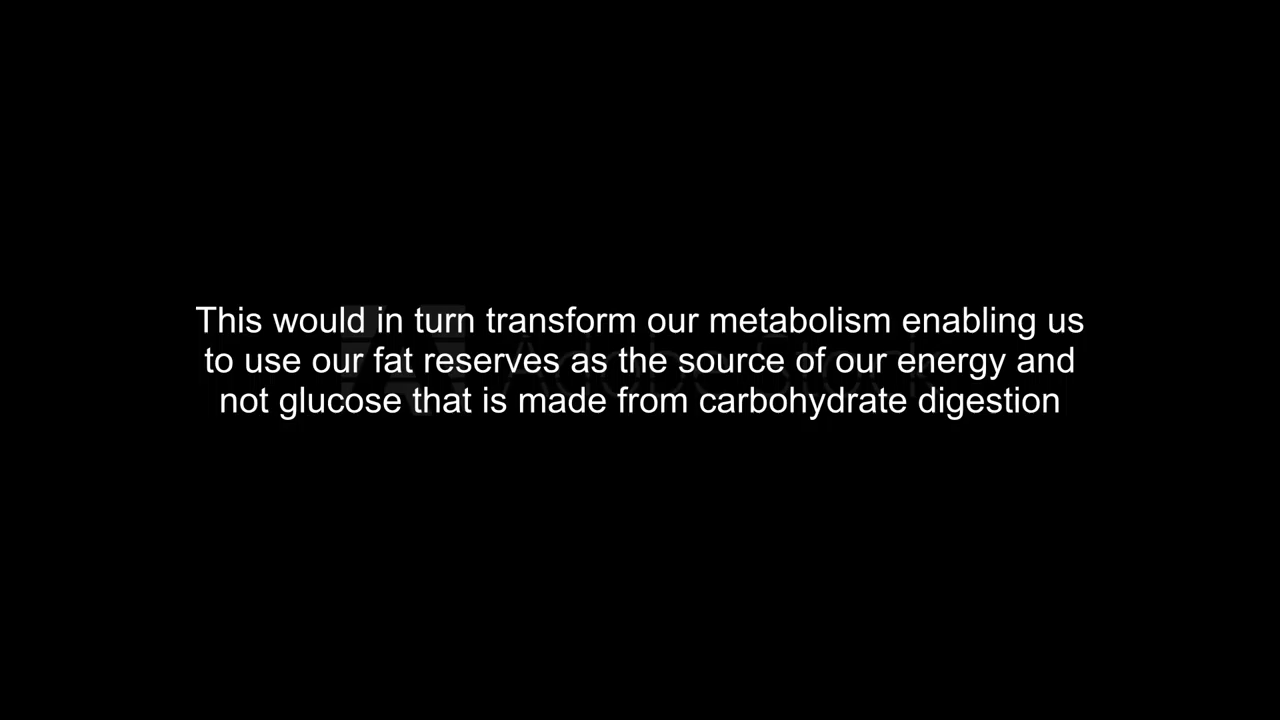 This would in turn transform our metabolism enabling us
to use our fat reserves as the source of our energy and
not glucose that is made from carbohydrate digestion